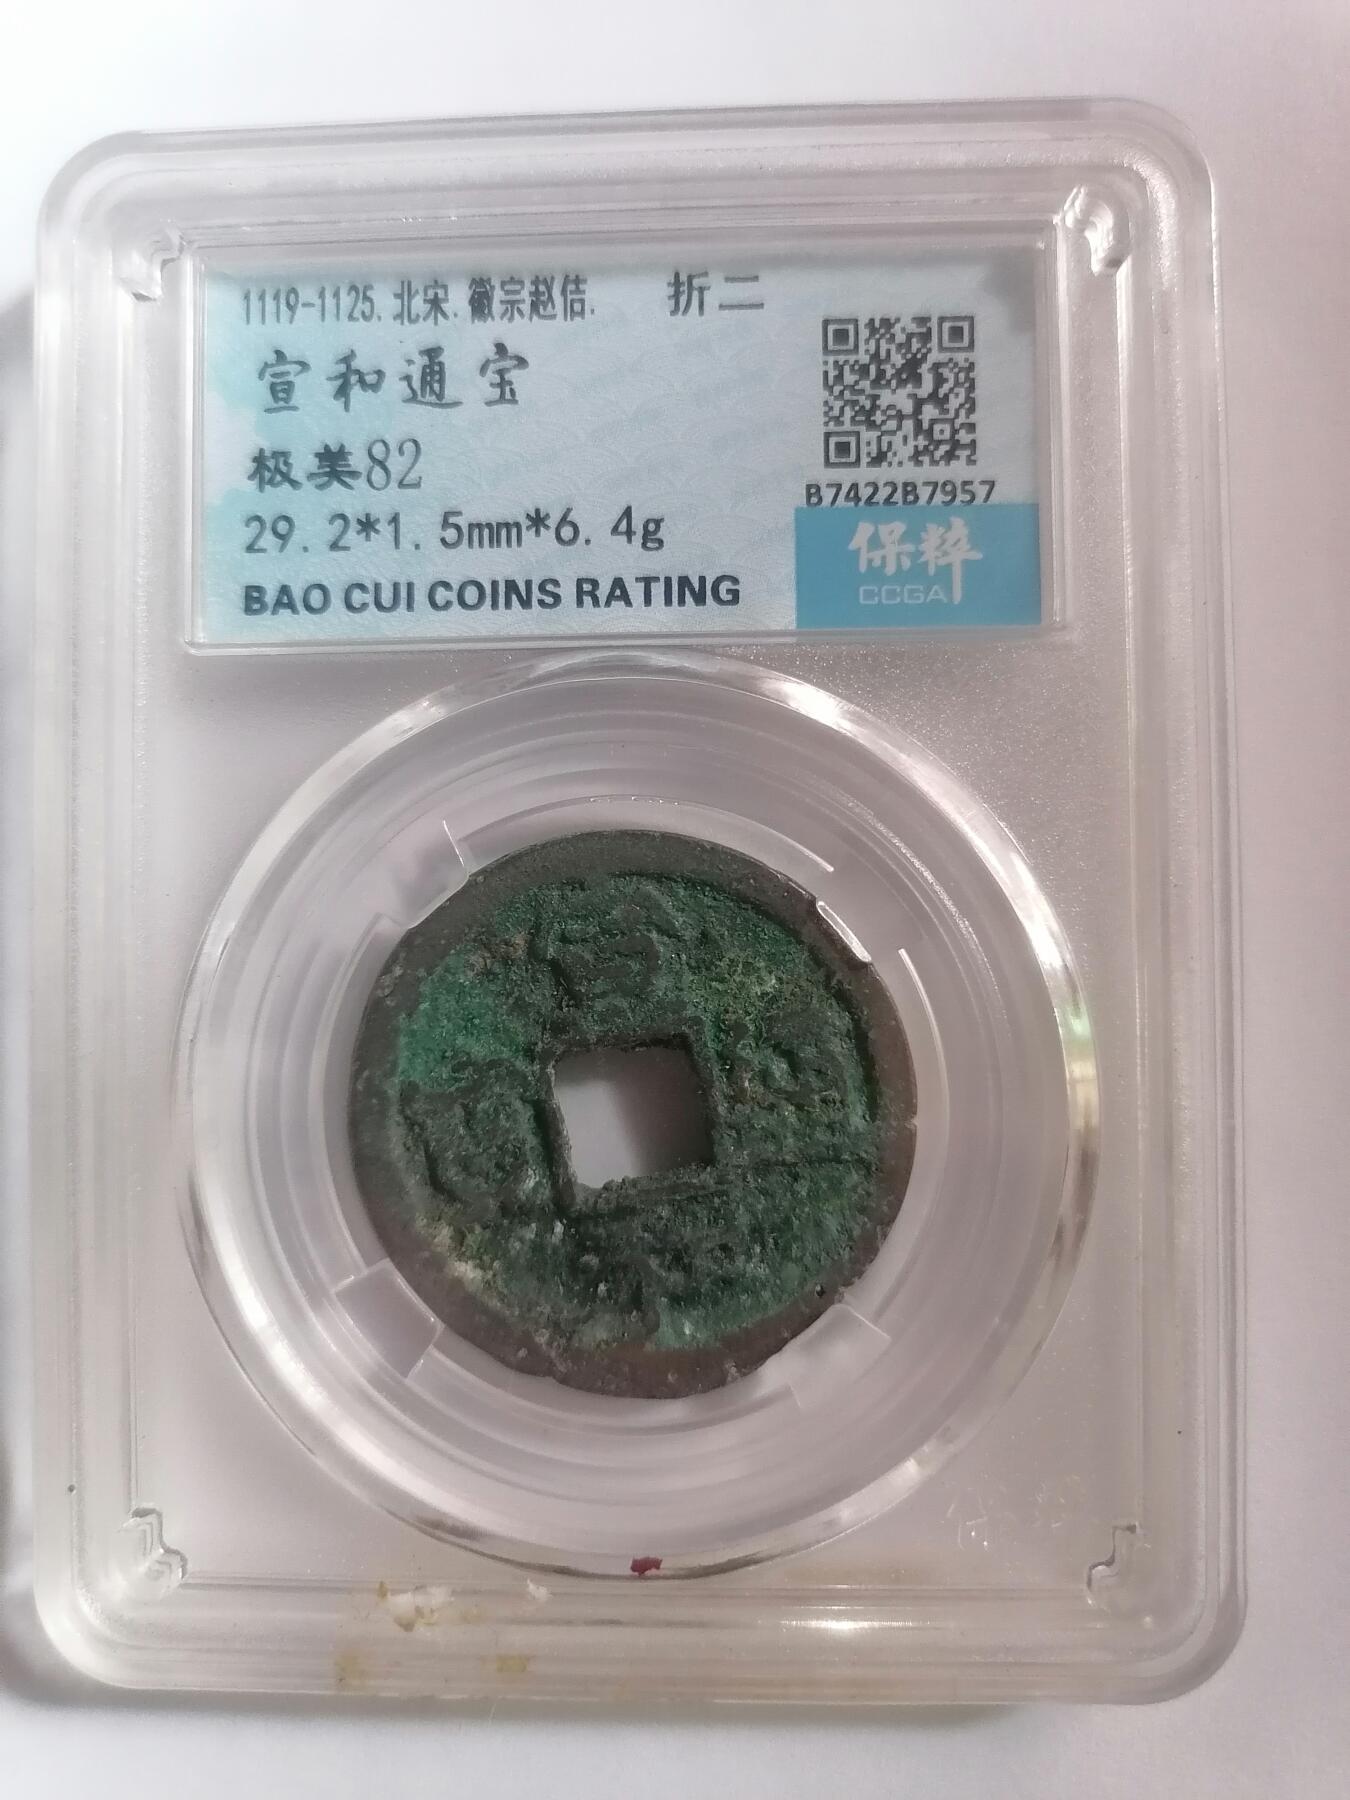 1119-1125.北宋.徽宗赵佶. 折二
宣和通宝
极美82
29.2*1.5mm*6.4g
BAO CUI COINS RATING
B7422B7957
保粹
CCGA